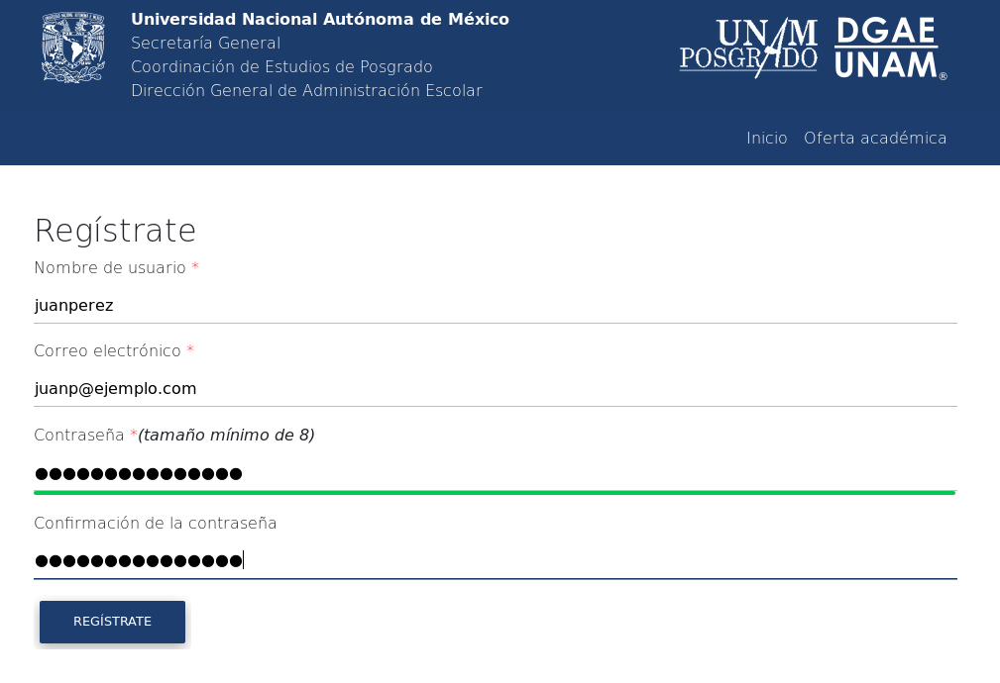 Universidad Nacional Autónoma de México
Secretaría General
Coordinación de Estudios de Posgrado
Dirección General de Administración Escolar
UNAM
POSGRADO
DGAE
UNAM®
Inicio Oferta académica
Regístrate
Nombre de usuario *
juanperez
Correo electrónico *
juanp@ejemplo.com
Contraseña *(tamaño mínimo de 8)
●●●●●●●●●●●●●●●
Confirmación de la contraseña
●●●●●●●●●●●●●●●
REGÍSTRATE